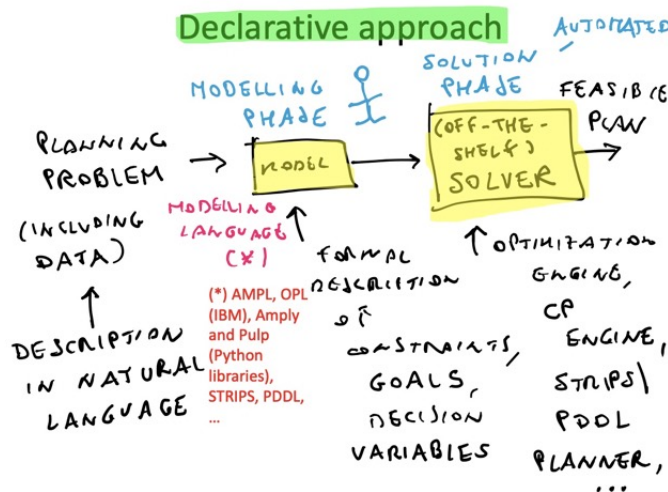 Declarative approach
AUTOMATED
MODELLING
PHASE
SOLUTION
PHASE
FEASIBLE
PLAN
PLANNING
PROBLEM
(INCLUDING
DATA)
DESCRIPTION
IN NATURAL
LANGUAGE
MODEL
MODELLING
LANGUAGE
(*)
(*) AMPL, OPL
(IBM), Amply
and Pulp
(Python
libraries),
STRIPS, PDDL,
...
FORMAL
DESCRIPTION
OF
CONSTRAINTS,
GOALS,
DECISION
VARIABLES
(OFF-THE-
SHELF)
SOLVER
OPTIMIZATION
ENGINE,
CP
ENGINE,
STRIPS/
PDDL
PLANNER,
...